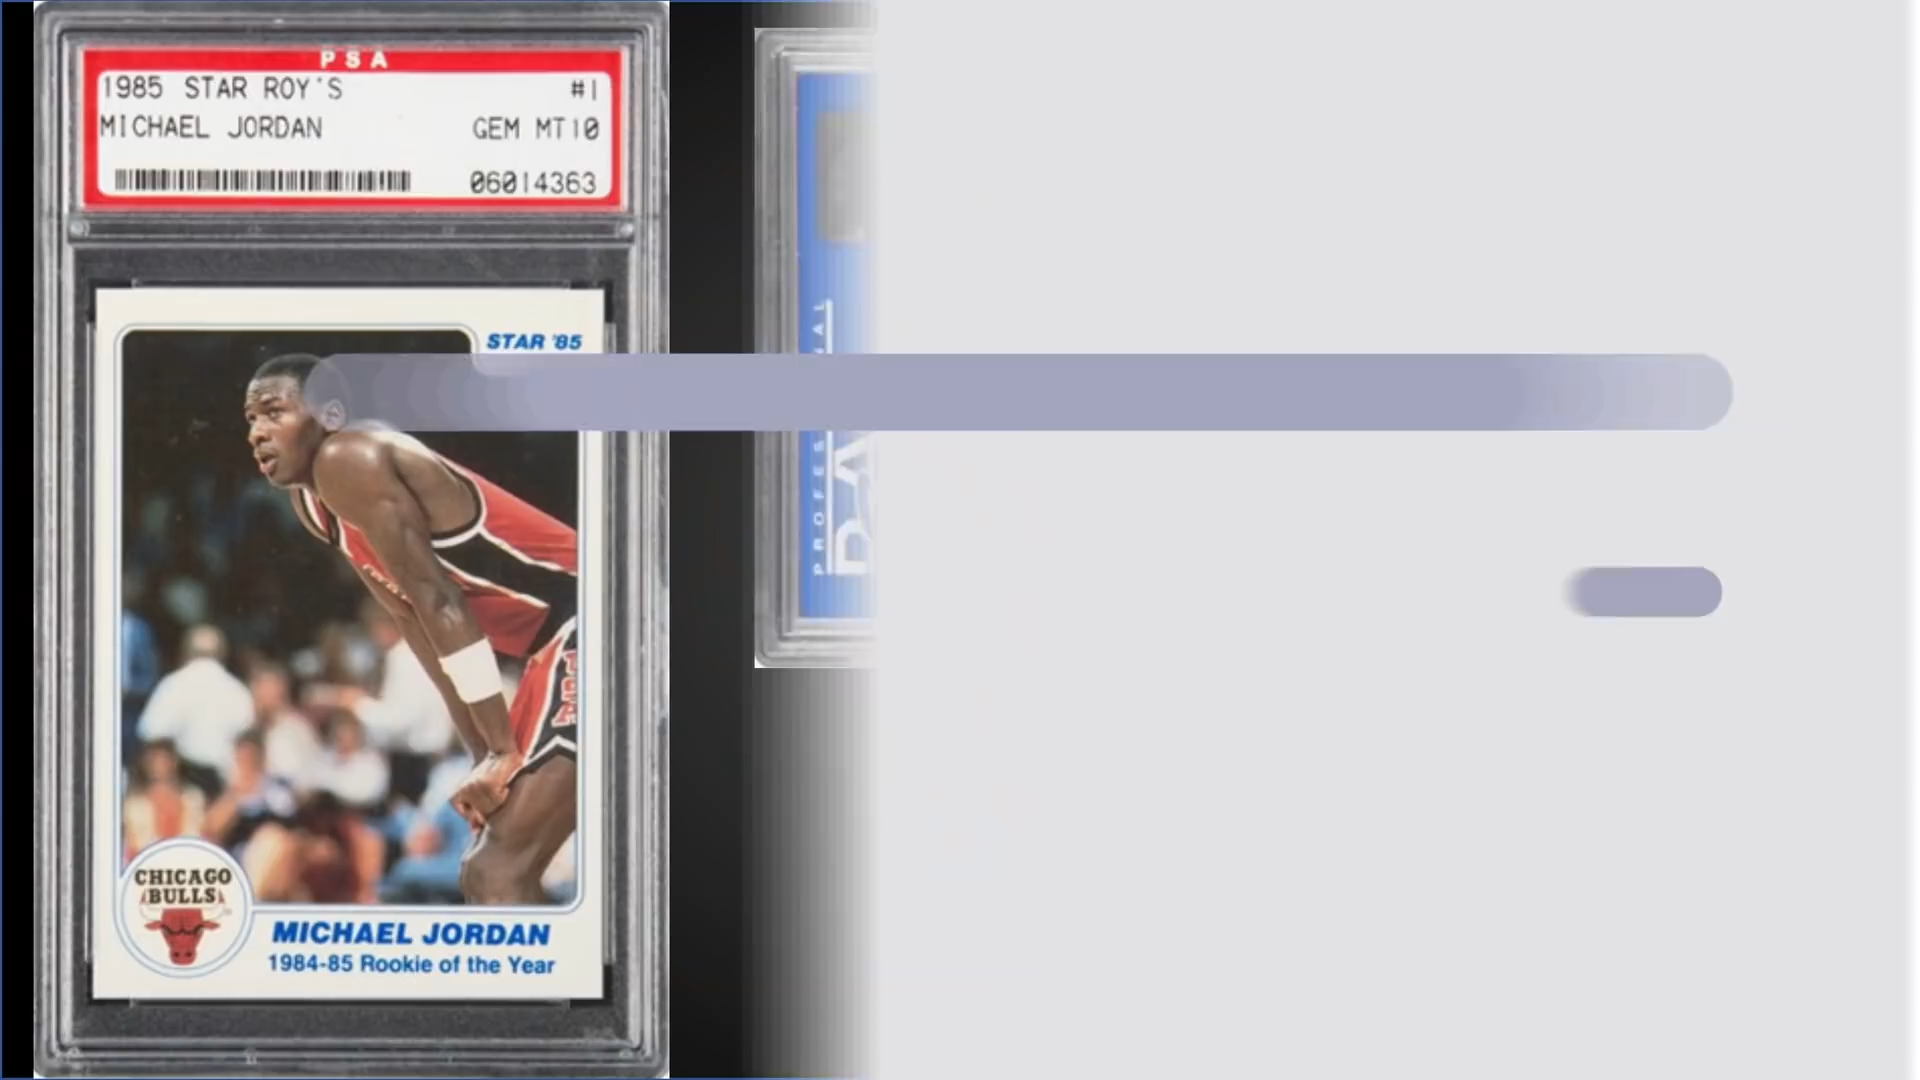 PSA
1985 STAR ROY'S #1
MICHAEL JORDAN GEM MT10
06014363
STAR '85
CHICAGO
BULLS
MICHAEL JORDAN
1984-85 Rookie of the Year